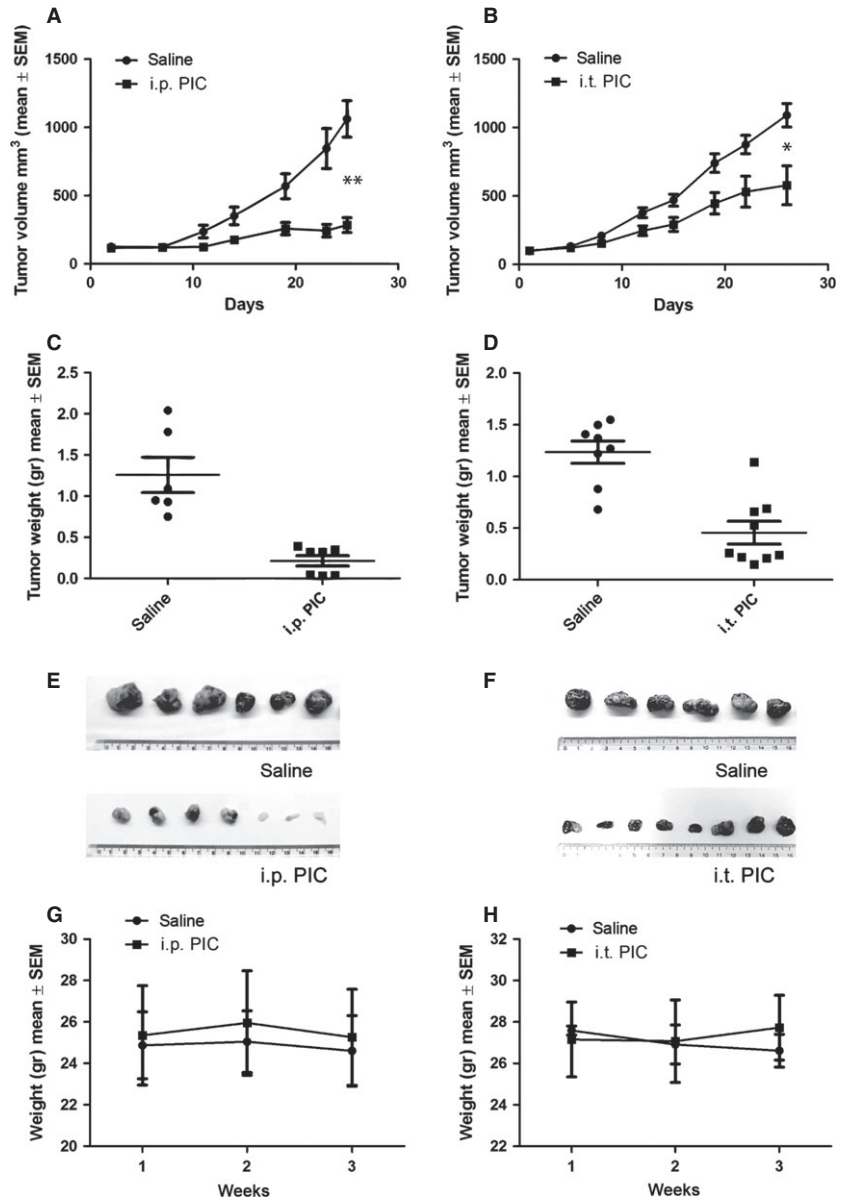 A
Tumor volume mm³ (mean ± SEM)
Saline
i.p. PIC
1500
1000
500
0
**
0 10 20 30
Days
B
Tumor volume mm³ (mean ± SEM)
Saline
i.t. PIC
1500
1000
500
0
*
0 10 20 30
Days
C
Tumor weight (gr) mean ± SEM
2.5
2.0
1.5
1.0
0.5
0.0
Saline
i.p. PIC
D
Tumor weight (gr) mean ± SEM
2.0
1.5
1.0
0.5
0.0
Saline
i.t. PIC
E
Saline
i.p. PIC
F
Saline
i.t. PIC
G
Weight (gr) mean ± SEM
Saline
i.p. PIC
30
28
26
24
22
20
1 2 3
Weeks
H
Weight (gr) mean ± SEM
Saline
i.t. PIC
32
30
28
26
24
22
1 2 3
Weeks